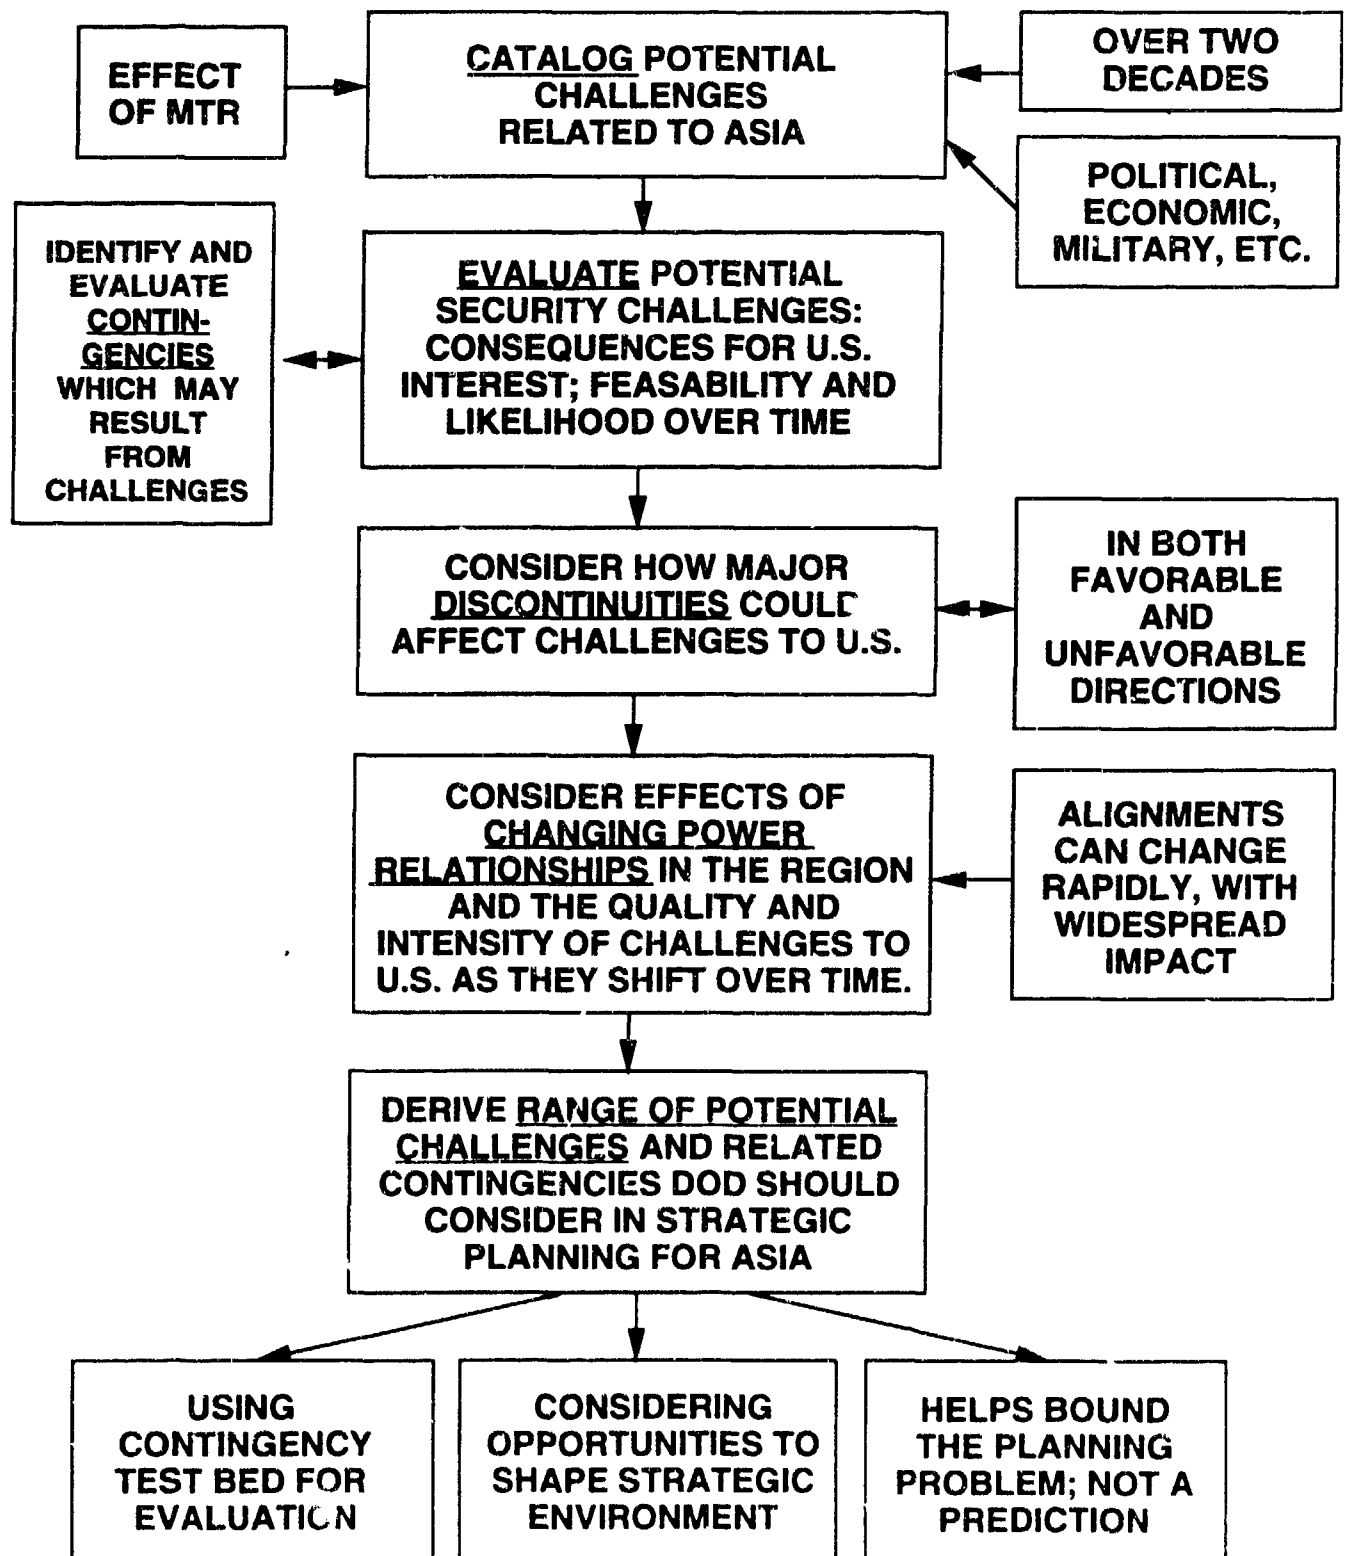 EFFECT
OF MTR
CATALOG POTENTIAL
CHALLENGES
RELATED TO ASIA
OVER TWO
DECADES
POLITICAL,
ECONOMIC,
MILITARY, ETC.
IDENTIFY AND
EVALUATE
CONTIN-
GENCIES
WHICH MAY
RESULT
FROM
CHALLENGES
EVALUATE POTENTIAL
SECURITY CHALLENGES:
CONSEQUENCES FOR U.S.
INTEREST; FEASABILITY AND
LIKELIHOOD OVER TIME
CONSIDER HOW MAJOR
DISCONTINUITIES COULD
AFFECT CHALLENGES TO U.S.
IN BOTH
FAVORABLE
AND
UNFAVORABLE
DIRECTIONS
CONSIDER EFFECTS OF
CHANGING POWER
RELATIONSHIPS IN THE REGION
AND THE QUALITY AND
INTENSITY OF CHALLENGES TO
U.S. AS THEY SHIFT OVER TIME.
ALIGNMENTS
CAN CHANGE
RAPIDLY, WITH
WIDESPREAD
IMPACT
DERIVE RANGE OF POTENTIAL
CHALLENGES AND RELATED
CONTINGENCIES DOD SHOULD
CONSIDER IN STRATEGIC
PLANNING FOR ASIA
USING
CONTINGENCY
TEST BED FOR
EVALUATION
CONSIDERING
OPPORTUNITIES TO
SHAPE STRATEGIC
ENVIRONMENT
HELPS BOUND
THE PLANNING
PROBLEM; NOT A
PREDICTION